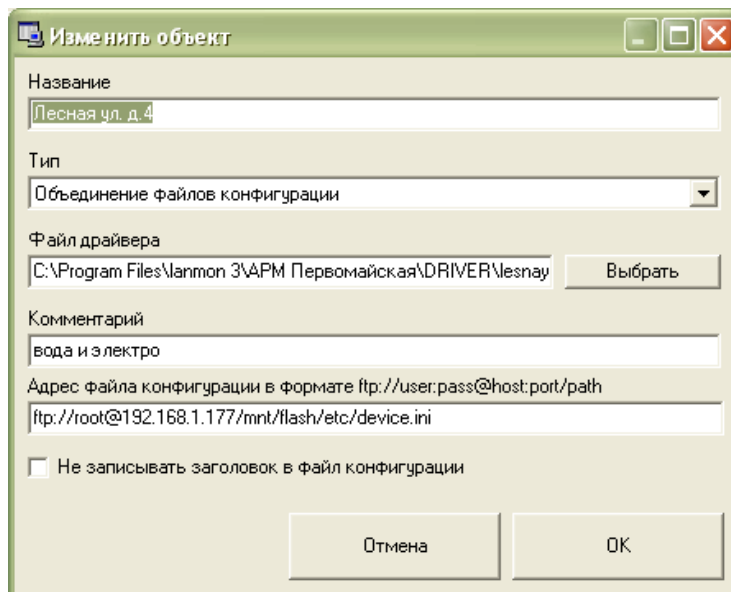 Изменить объект
Название
Лесная ул. д.4
Тип
Объединение файлов конфигурации
Файл драйвера
C:\Program Files\lanmon 3\АРМ Первомайская\DRIVER\lesnay
Выбрать
Комментарий
вода и электро
Адрес файла конфигурации в формате ftp://user:pass@host:port/path
ftp://root@192.168.1.177/mnt/flash/etc/device.ini
Не записывать заголовок в файл конфигурации
Отмена
OK